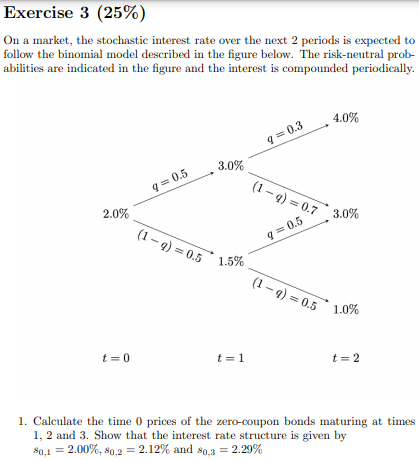 Exercise 3 (25%)
On a market, the stochastic interest rate over the next 2 periods is expected to
follow the binomial model described in the figure below. The risk-neutral prob-
abilities are indicated in the figure and the interest is compounded periodically.
4.0%
q = 0.3
3.0%
q = 0.5
(1 − q) = 0.7
2.0%
3.0%
(1 − q) = 0.5
q = 0.5
1.5%
(1 − q) = 0.5
1.0%
t = 0
t = 1
t = 2
1. Calculate the time 0 prices of the zero-coupon bonds maturing at times
1, 2 and 3. Show that the interest rate structure is given by
s0,1 = 2.00%, s0,2 = 2.12% and s0,3 = 2.29%